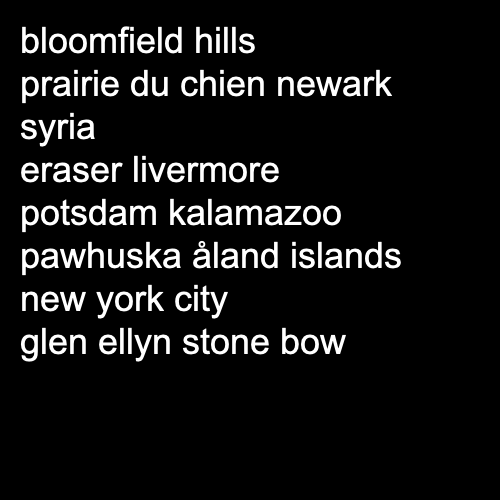 bloomfield hills
prairie du chien newark
syria
eraser livermore
potsdam kalamazoo
pawhuska åland islands
new york city
glen ellyn stone bow